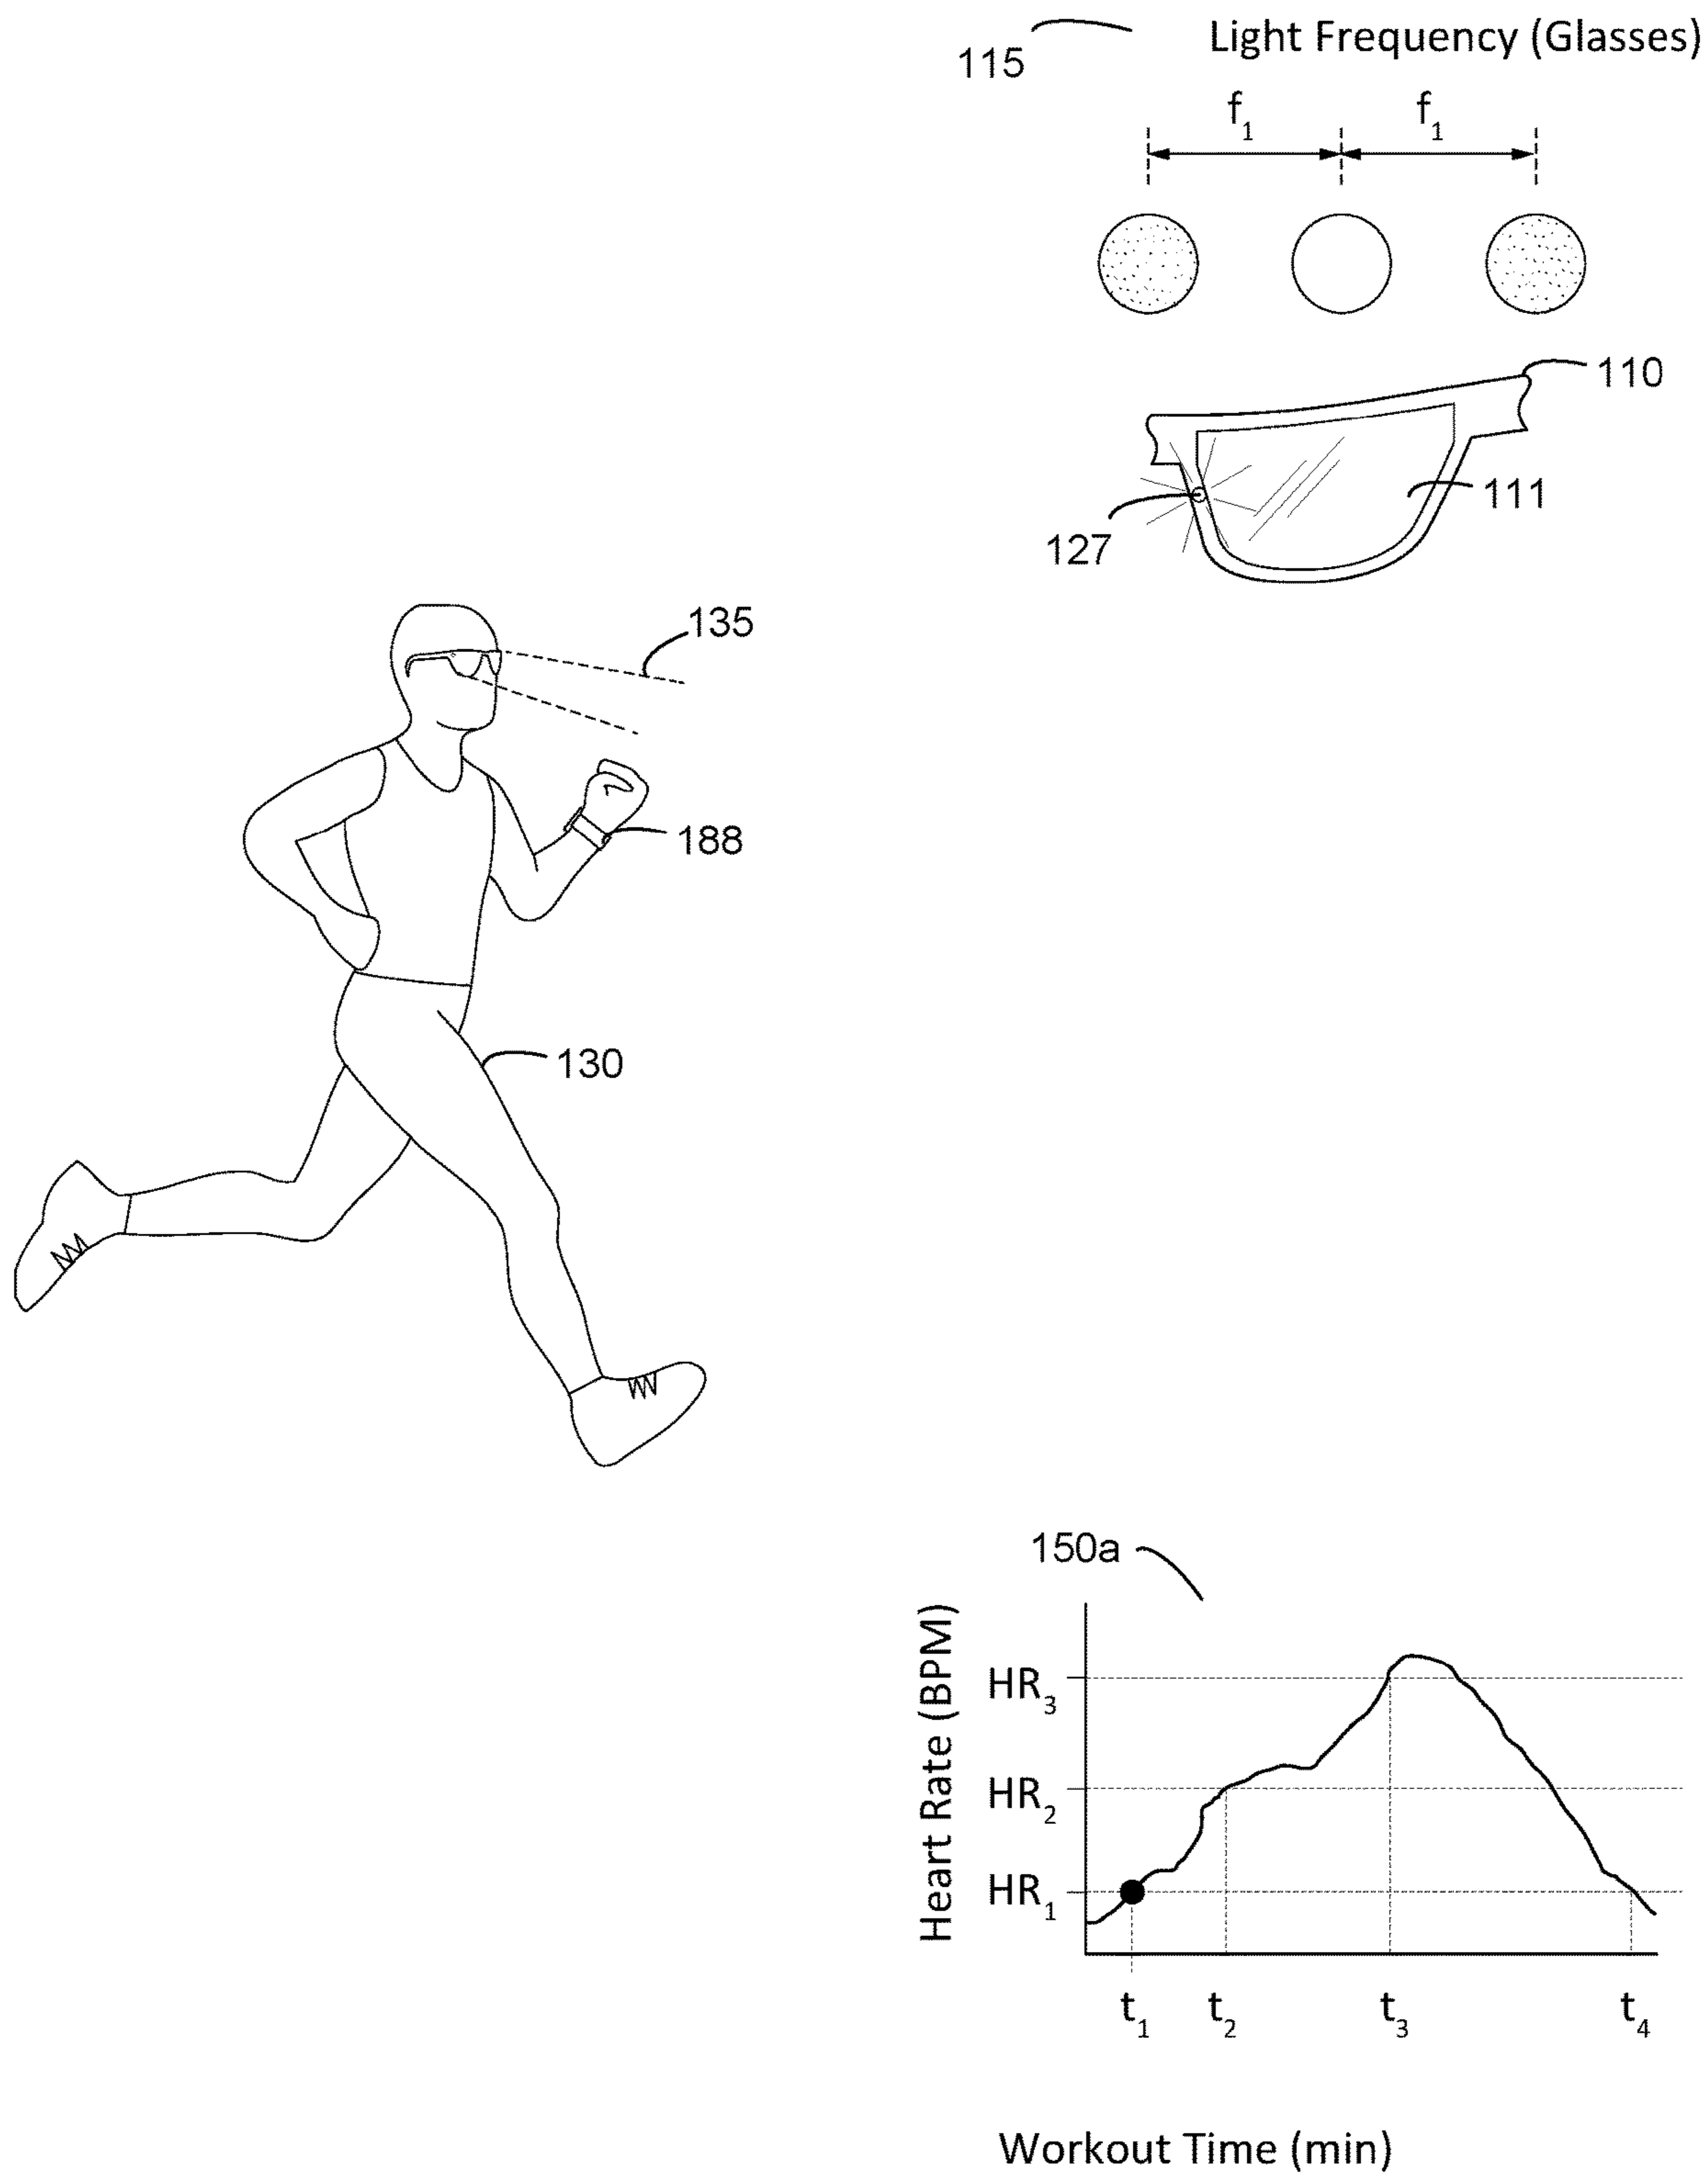 115
Light Frequency (Glasses)
f1 f1
110
111
127
135
188
130
150a
Heart Rate (BPM)
HR3
HR2
HR1
t1 t2 t3 t4
Workout Time (min)